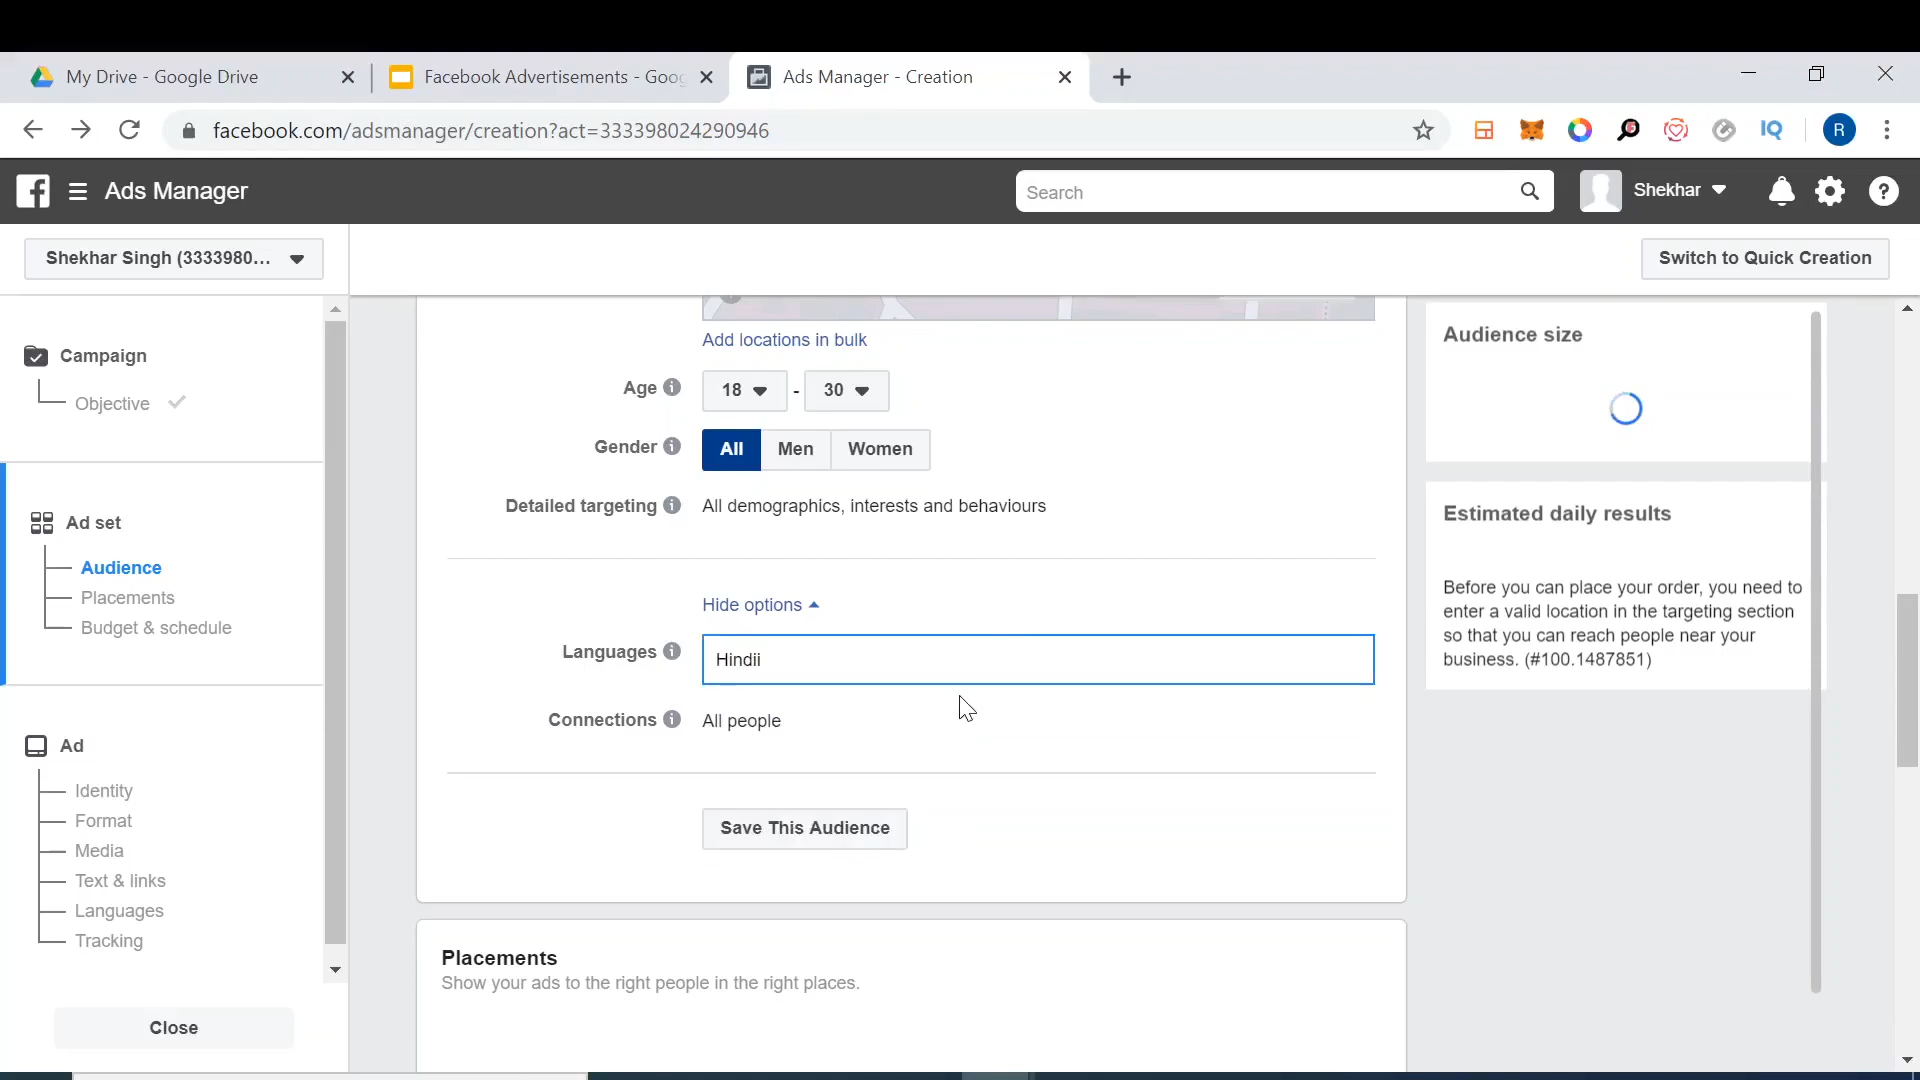 My Drive - Google Drive
Facebook Advertisements - Goog
Ads Manager - Creation
facebook.com/adsmanager/creation?act=333398024290946
IQ
R
Ads Manager
Search
Shekhar
Shekhar Singh (3333980...
Switch to Quick Creation
Campaign
Objective
Ad set
Audience
Placements
Budget & schedule
Ad
Identity
Format
Media
Text & links
Languages
Tracking
Close
Add locations in bulk
Age
18 - 30
Gender
All Men Women
Detailed targeting
All demographics, interests and behaviours
Hide options
Languages
Hindii
Connections
All people
Save This Audience
Placements
Show your ads to the right people in the right places.
Audience size
Estimated daily results
Before you can place your order, you need to
enter a valid location in the targeting section
so that you can reach people near your
business. (#100.1487851)